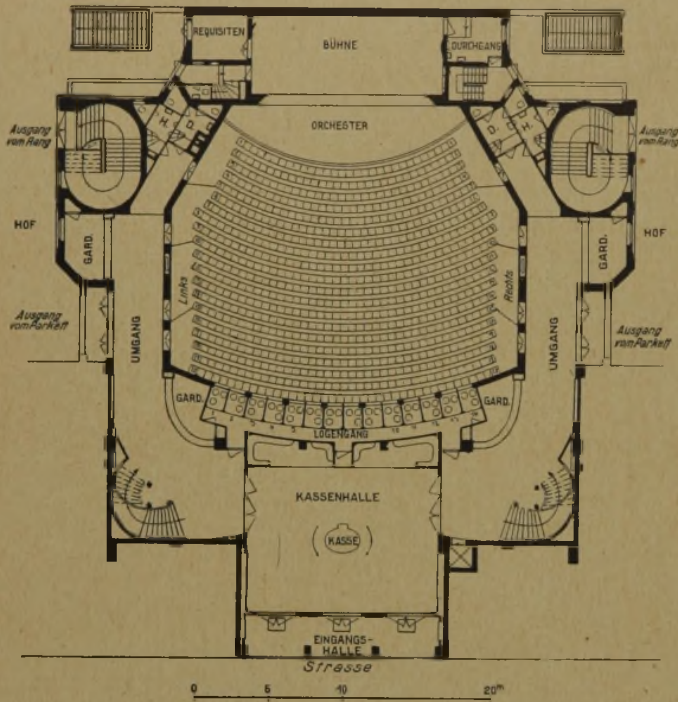 REQUISITEN
BÜHNE
DURCHGANG
ORCHESTER
H.
D.
D.
H.
Ausgang
vom Rang
Ausgang
vom Rang
HOF
GARD.
GARD.
HOF
Links
Rechts
Ausgang
vom Parkett
UMGANG
UMGANG
Ausgang
vom Parkett
GARD.
GARD.
LOGENGANG
KASSENHALLE
KASSE
EINGANGS-
HALLE
Strasse
0 5 10 20m